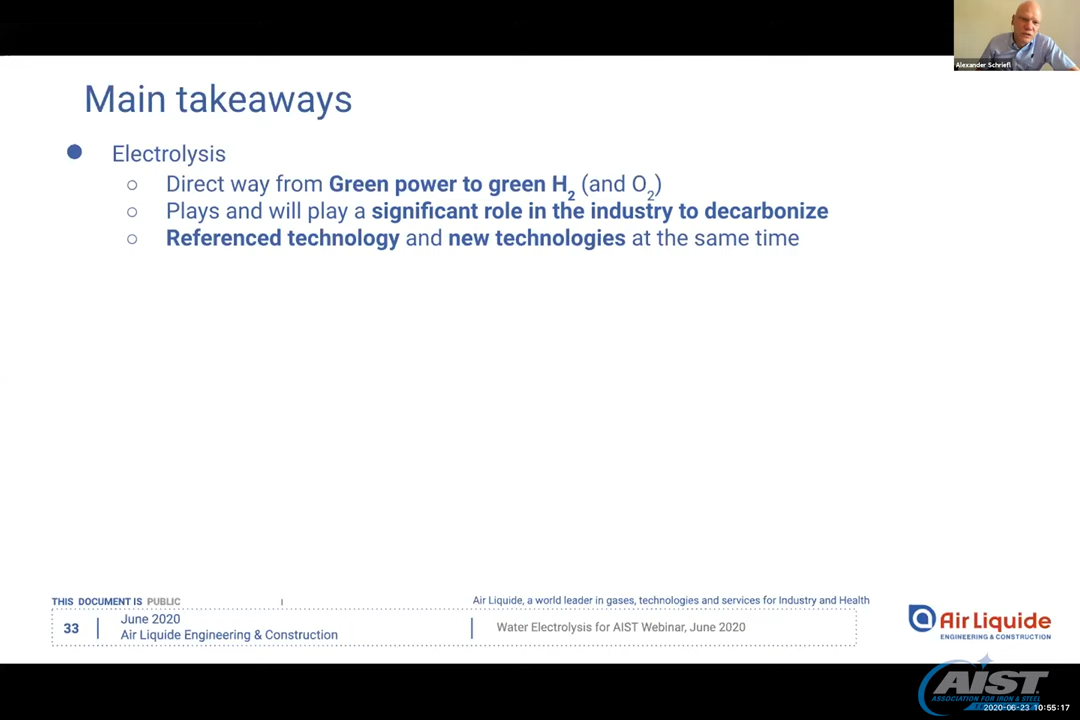 Alexander Schriefl
Main takeaways
Electrolysis
Direct way from Green power to green H2 (and O2)
Plays and will play a significant role in the industry to decarbonize
Referenced technology and new technologies at the same time
THIS DOCUMENT IS PUBLIC
Air Liquide, a world leader in gases, technologies and services for Industry and Health
33
June 2020
Air Liquide Engineering & Construction
Water Electrolysis for AIST Webinar, June 2020
Air Liquide
ENGINEERING & CONSTRUCTION
AIST
ASSOCIATION FOR IRON & STEEL
2020-06-23 10:55:17